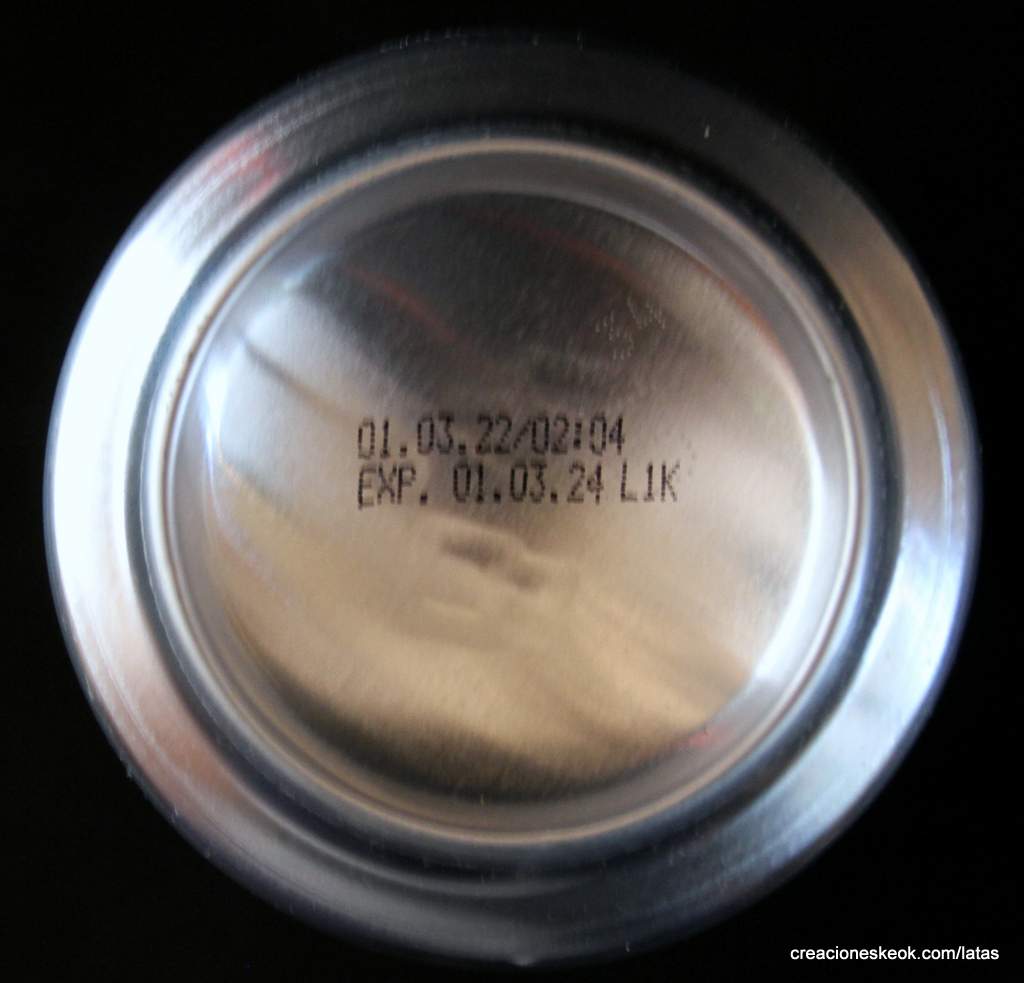 01.03.22/02:04
EXP. 01.03.24 L1K
creacioneskeok.com/latas